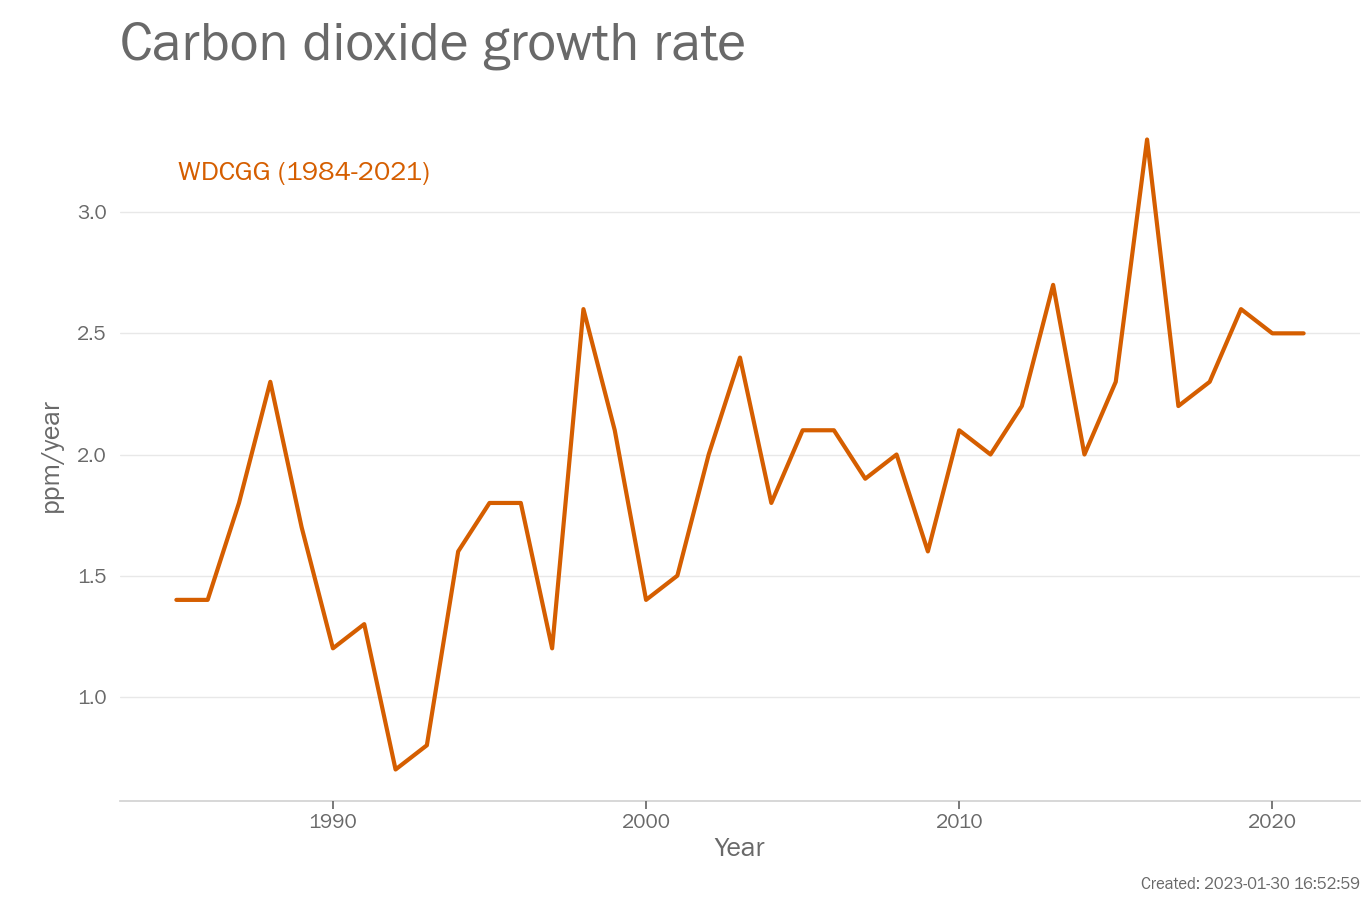 Carbon dioxide growth rate
WDCGG (1984-2021)
3.0
2.5
2.0
1.5
1.0
ppm/year
1990 2000 2010 2020
Year
Created: 2023-01-30 16:52:59